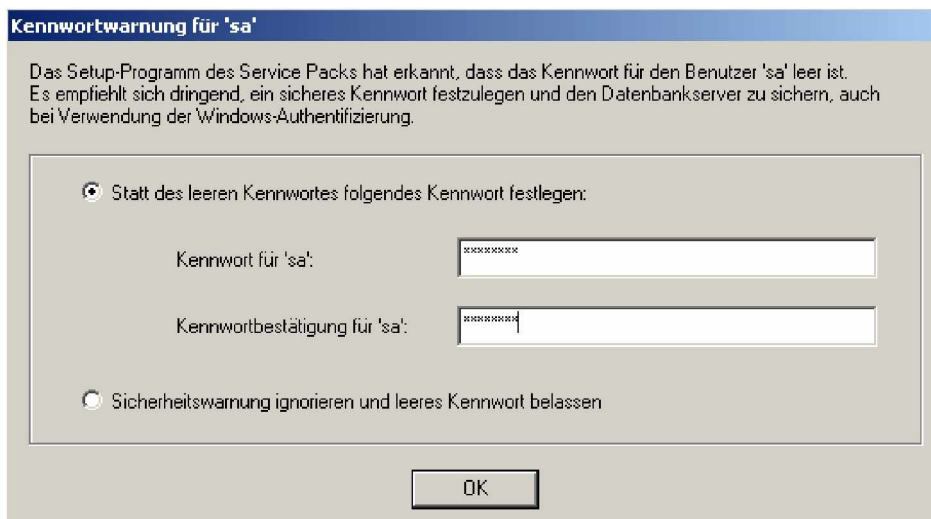 Kennwortwarnung für 'sa'
Das Setup-Programm des Service Packs hat erkannt, dass das Kennwort für den Benutzer 'sa' leer ist.
Es empfiehlt sich dringend, ein sicheres Kennwort festzulegen und den Datenbankserver zu sichern, auch
bei Verwendung der Windows-Authentifizierung.
Statt des leeren Kennwortes folgendes Kennwort festlegen:
Kennwort für 'sa': ********
Kennwortbestätigung für 'sa': ********
Sicherheitswarnung ignorieren und leeres Kennwort belassen
OK